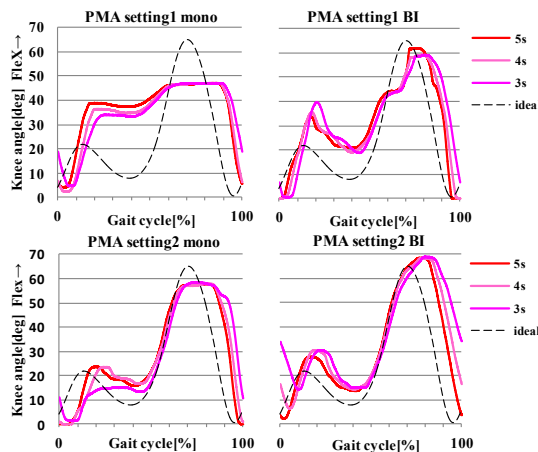 PMA setting1 mono
PMA setting1 BI
Knee angle[deg] FleX→
70
60
50
40
30
20
10
0
0
100
Gait cycle[%]
0
100
Gait cycle[%]
5s
4s
3s
idea
PMA setting2 mono
PMA setting2 BI
Knee angle[deg] Flex→
70
60
50
40
30
20
10
0
0
100
Gait cycle[%]
0
100
Gait cycle[%]
5s
4s
3s
ideal